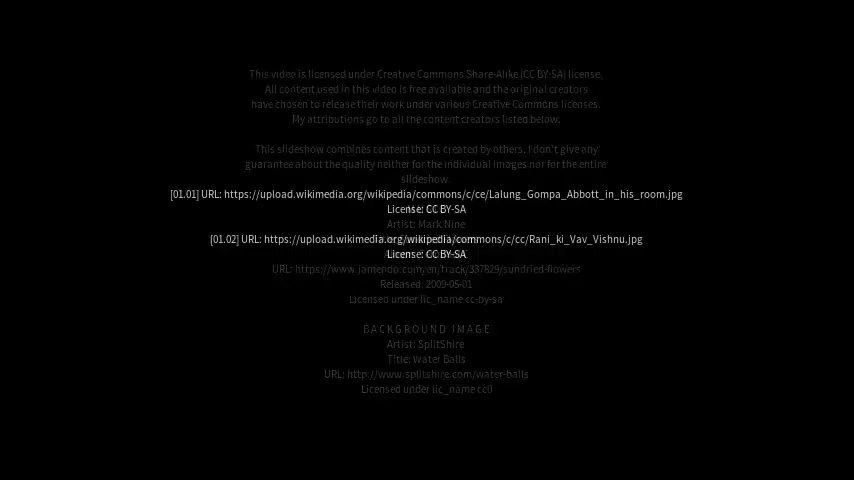 This video is licensed under Creative Commons Share-Alike (CC BY-SA) license.
All content used in this video is free available and the original creators
have chosen to release their work under various Creative Commons licenses.
My attributions go to all the content creators listed below.
This slideshow combines content that is created by others. I don't give any
guarantee about the quality neither for the individual images nor for the entire
slideshow.
[01.01] URL: https://upload.wikimedia.org/wikipedia/commons/c/ce/Lalung_Gompa_Abbott_in_his_room.jpg
License: CC BY-SA
Artist: Mark Nine
[01.02] URL: https://upload.wikimedia.org/wikipedia/commons/c/cc/Rani_ki_Vav_Vishnu.jpg
License: CC BY-SA
URL: https://www.jamendo.com/en/track/337829/sundried-flowers
Released: 2009-05-01
Licensed under lic_name cc-by-sa
BACKGROUND IMAGE
Artist: SplitShire
Title: Water Balls
URL: http://www.splitshire.com/water-balls
Licensed under lic_name cc0